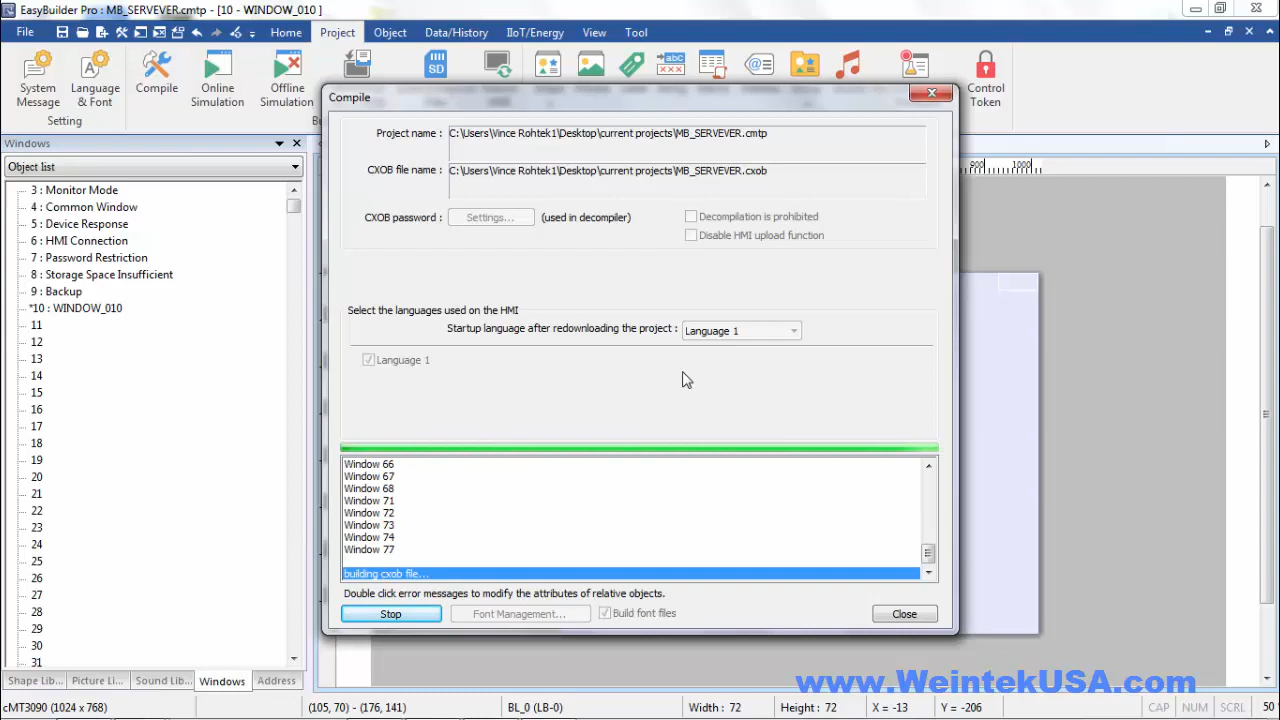 EasyBuilder Pro : MB_SERVEVER.cmtp - [10 - WINDOW_010 ]
File Home Project Object Data/History IIoT/Energy View Tool
System Message
Language & Font
Compile
Online Simulation
Offline Simulation
SD
abc
Control Token
Setting
Windows
Object list
3 : Monitor Mode
4 : Common Window
5 : Device Response
6 : HMI Connection
7 : Password Restriction
8 : Storage Space Insufficient
9 : Backup
*10 : WINDOW_010
11
12
13
14
15
16
17
18
19
20
21
22
23
24
25
26
27
28
29
30
31
Shape Lib... Picture Li... Sound Lib... Windows Address
900 1000
Compile
Project name : C:\Users\Vince Rohtek1\Desktop\current projects\MB_SERVEVER.cmtp
CXOB file name : C:\Users\Vince Rohtek1\Desktop\current projects\MB_SERVEVER.cxob
CXOB password : Settings... (used in decompiler)
Decompilation is prohibited
Disable HMI upload function
Select the languages used on the HMI
Startup language after redownloading the project : Language 1
Language 1
Window 66
Window 67
Window 68
Window 71
Window 72
Window 73
Window 74
Window 77
building cxob file...
Double click error messages to modify the attributes of relative objects.
Stop Font Management... Build font files Close
www.WeintekUSA.com
cMT3090 (1024 x 768) (105, 70) - (176, 141) BL_0 (LB-0) Width : 72 Height : 72 X = -13 Y = -206 CAP NUM SCRL 50